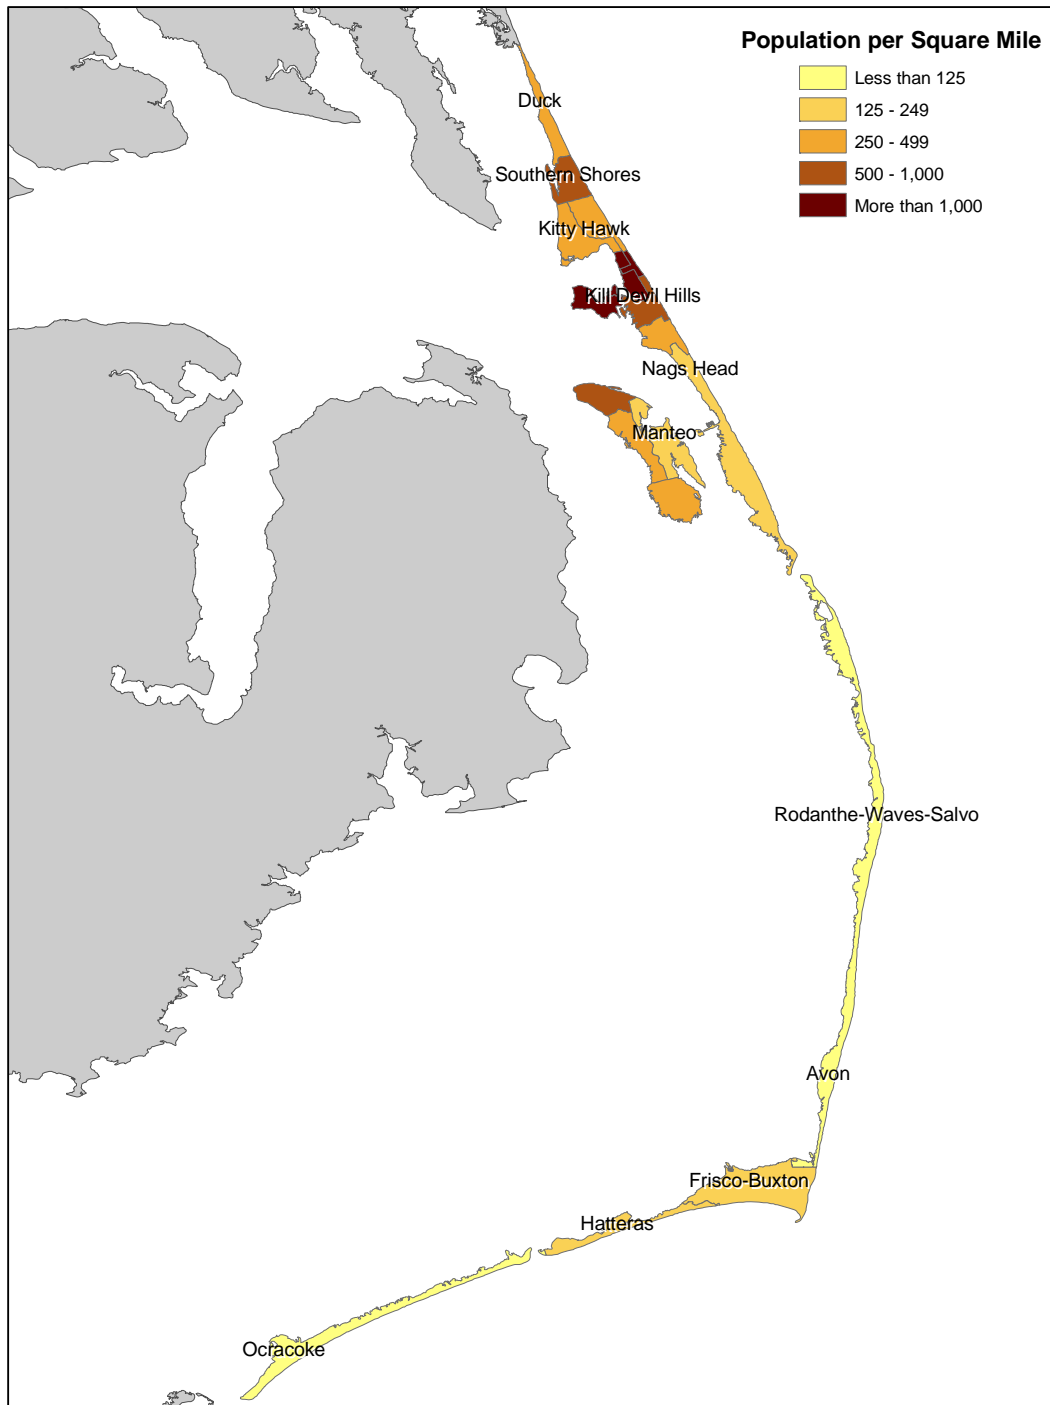 Population per Square Mile
Less than 125
125 - 249
250 - 499
500 - 1,000
More than 1,000
Duck
Southern Shores
Kitty Hawk
Kill Devil Hills
Nags Head
Manteo
Rodanthe-Waves-Salvo
Avon
Frisco-Buxton
Hatteras
Ocracoke